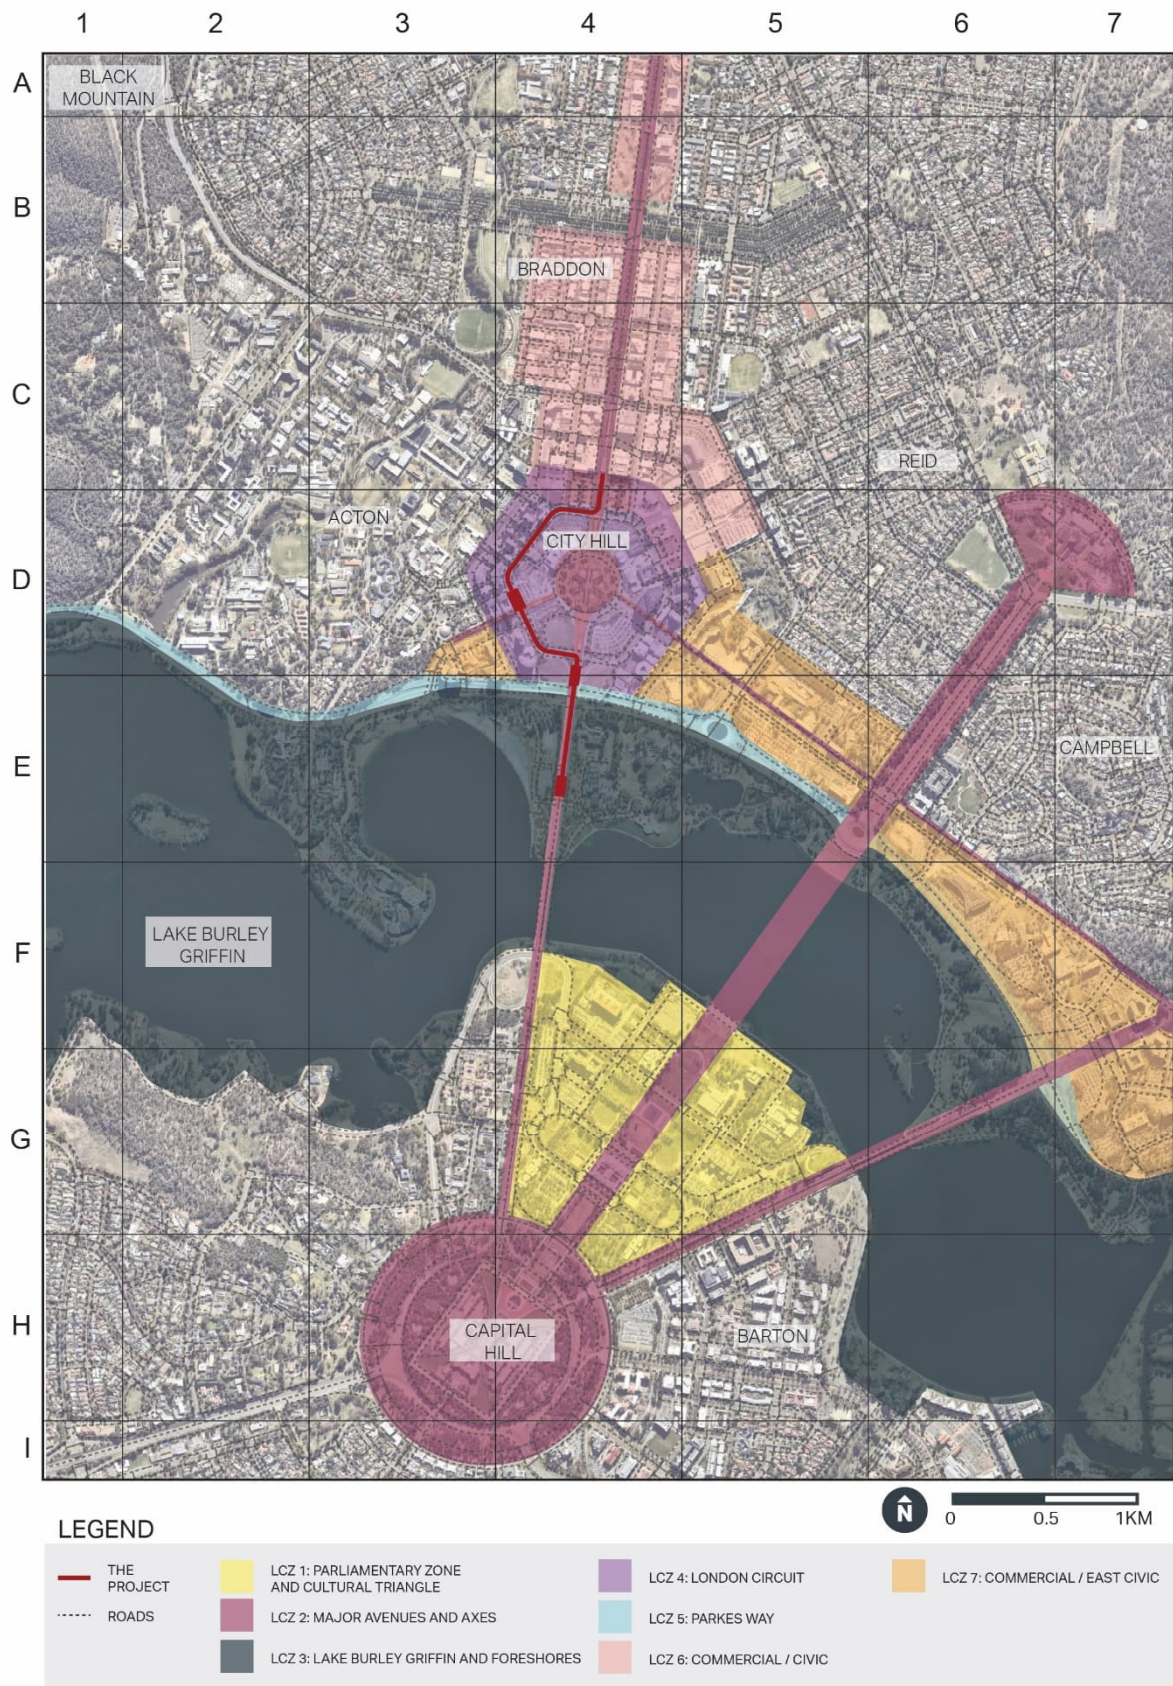 1 2 3 4 5 6 7
A
BLACK
MOUNTAIN
B
BRADDON
C
REID
ACTON
CITY HILL
D
CAMPBELL
E
LAKE BURLEY
GRIFFIN
F
G
CAPITAL
HILL
BARTON
H
I
N
0 0.5 1KM
LEGEND
THE
PROJECT
ROADS
LCZ 1: PARLIAMENTARY ZONE
AND CULTURAL TRIANGLE
LCZ 2: MAJOR AVENUES AND AXES
LCZ 3: LAKE BURLEY GRIFFIN AND FORESHORES
LCZ 4: LONDON CIRCUIT
LCZ 5: PARKES WAY
LCZ 6: COMMERCIAL / CIVIC
LCZ 7: COMMERCIAL / EAST CIVIC